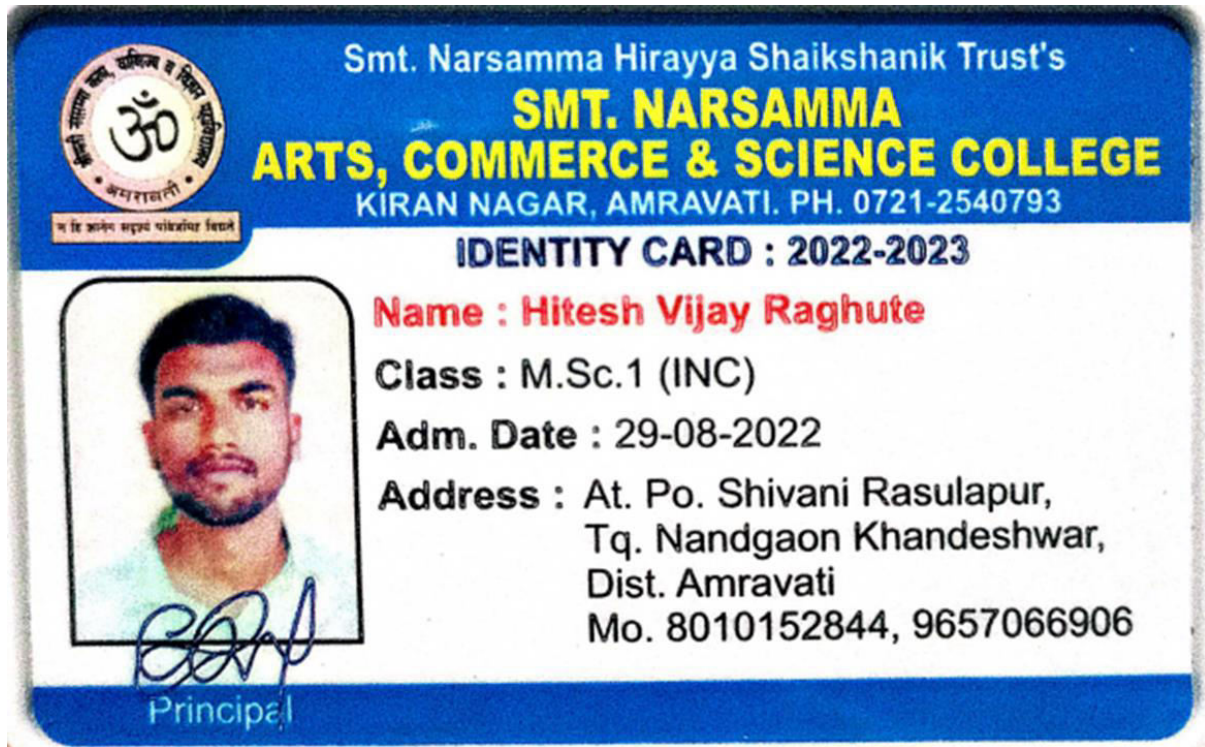 Smt. Narsamma Hirayya Shaikshanik Trust's
SMT. NARSAMMA
ARTS, COMMERCE & SCIENCE COLLEGE
KIRAN NAGAR, AMRAVATI. PH. 0721-2540793
ॐ
अमरावती
IDENTITY CARD : 2022-2023
Name : Hitesh Vijay Raghute
Class : M.Sc.1 (INC)
Adm. Date : 29-08-2022
Address : At. Po. Shivani Rasulapur,
Tq. Nandgaon Khandeshwar,
Dist. Amravati
Mo. 8010152844, 9657066906
Principal